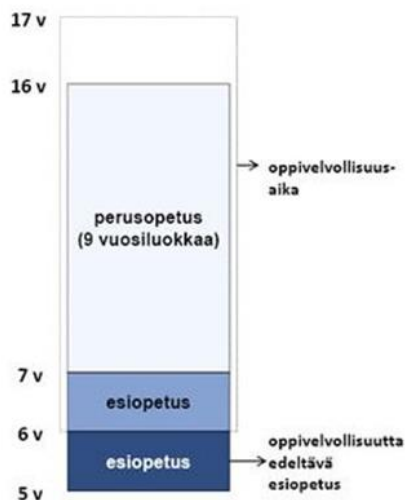 17 v
16 v
oppivelvollisuus-
aika
perusopetus
(9 vuosiluokkaa)
7 v
esiopetus
6 v
oppivelvollisuutta
edeltävä
esiopetus
esiopetus
5 v